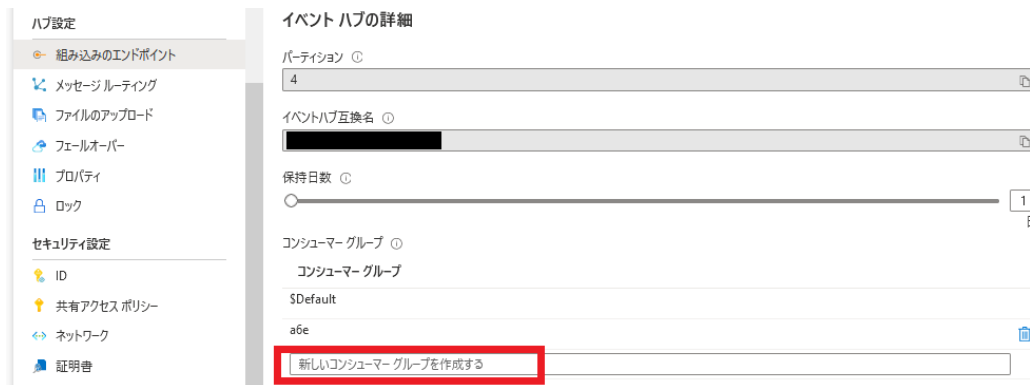 ハブ設定
組み込みのエンドポイント
メッセージ ルーティング
ファイルのアップロード
フェールオーバー
プロパティ
ロック
セキュリティ設定
ID
共有アクセス ポリシー
ネットワーク
証明書
イベント ハブの詳細
パーティション
4
イベントハブ互換名
保持日数
1
コンシューマー グループ
コンシューマー グループ
$Default
a6e
新しいコンシューマー グループを作成する